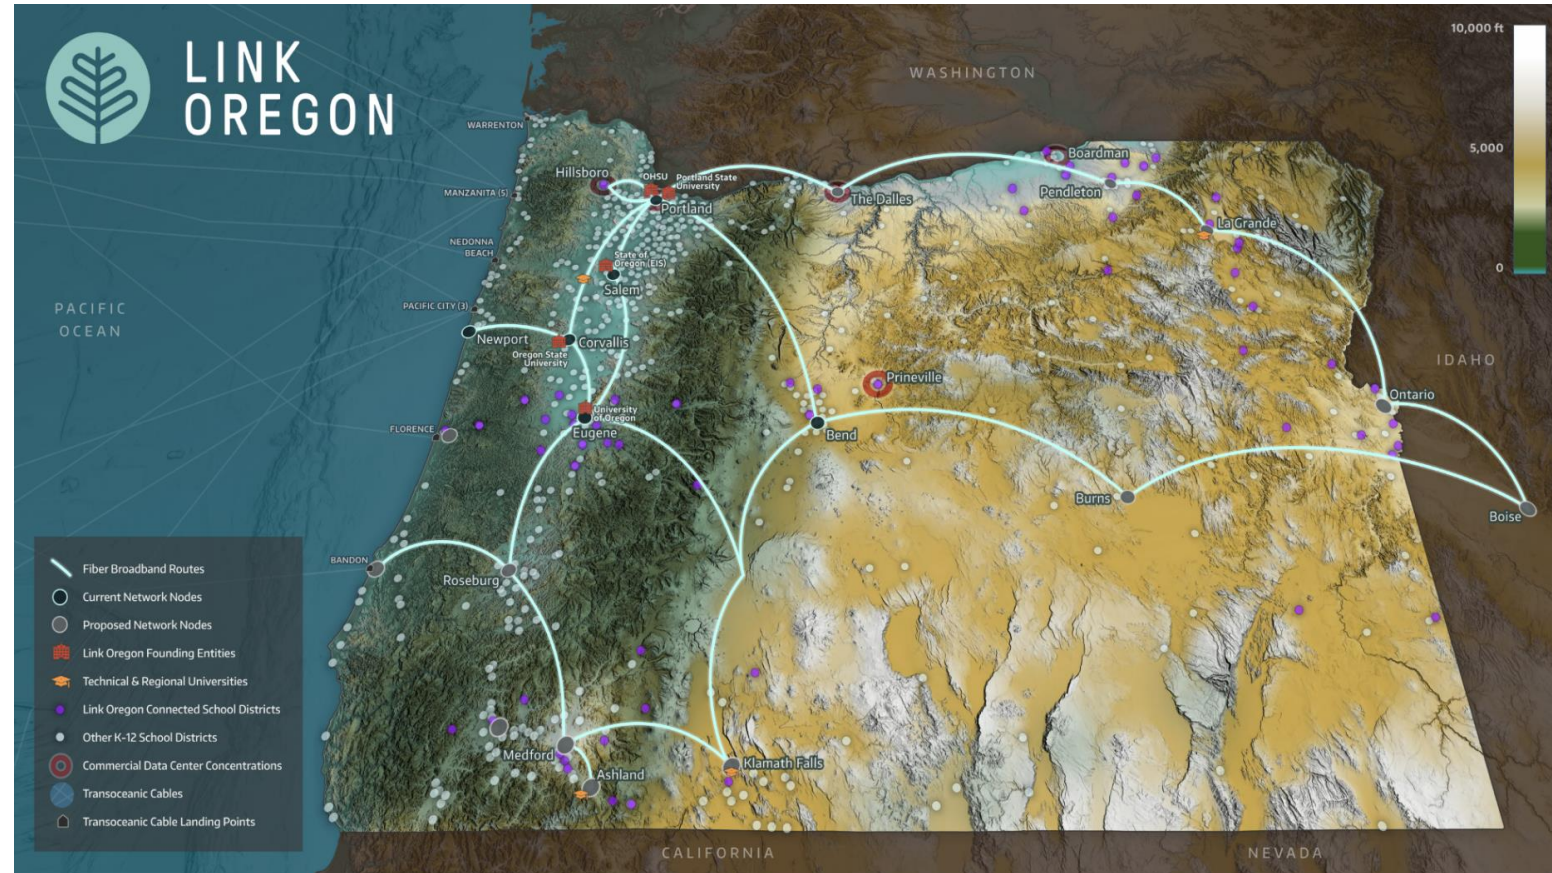 LINK
OREGON
WASHINGTON
10,000 ft
5,000
0
WARRENTON
Hillsboro
OHSU
Portland State
University
Portland
MANZANITA (5)
Boardman
Pendleton
The Dalles
La Grande
NEDONNA
BEACH
State of
Oregon (EIS)
Salem
PACIFIC
OCEAN
PACIFIC CITY (3)
Newport
Corvallis
Oregon State
University
IDAHO
Prineville
Ontario
University
of Oregon
Eugene
FLORENCE
Bend
Burns
Boise
BANDON
Roseburg
Fiber Broadband Routes
Current Network Nodes
Proposed Network Nodes
Link Oregon Founding Entities
Technical & Regional Universities
Link Oregon Connected School Districts
Other K-12 School Districts
Commercial Data Center Concentrations
Transoceanic Cables
Transoceanic Cable Landing Points
Medford
Ashland
Klamath Falls
CALIFORNIA
NEVADA